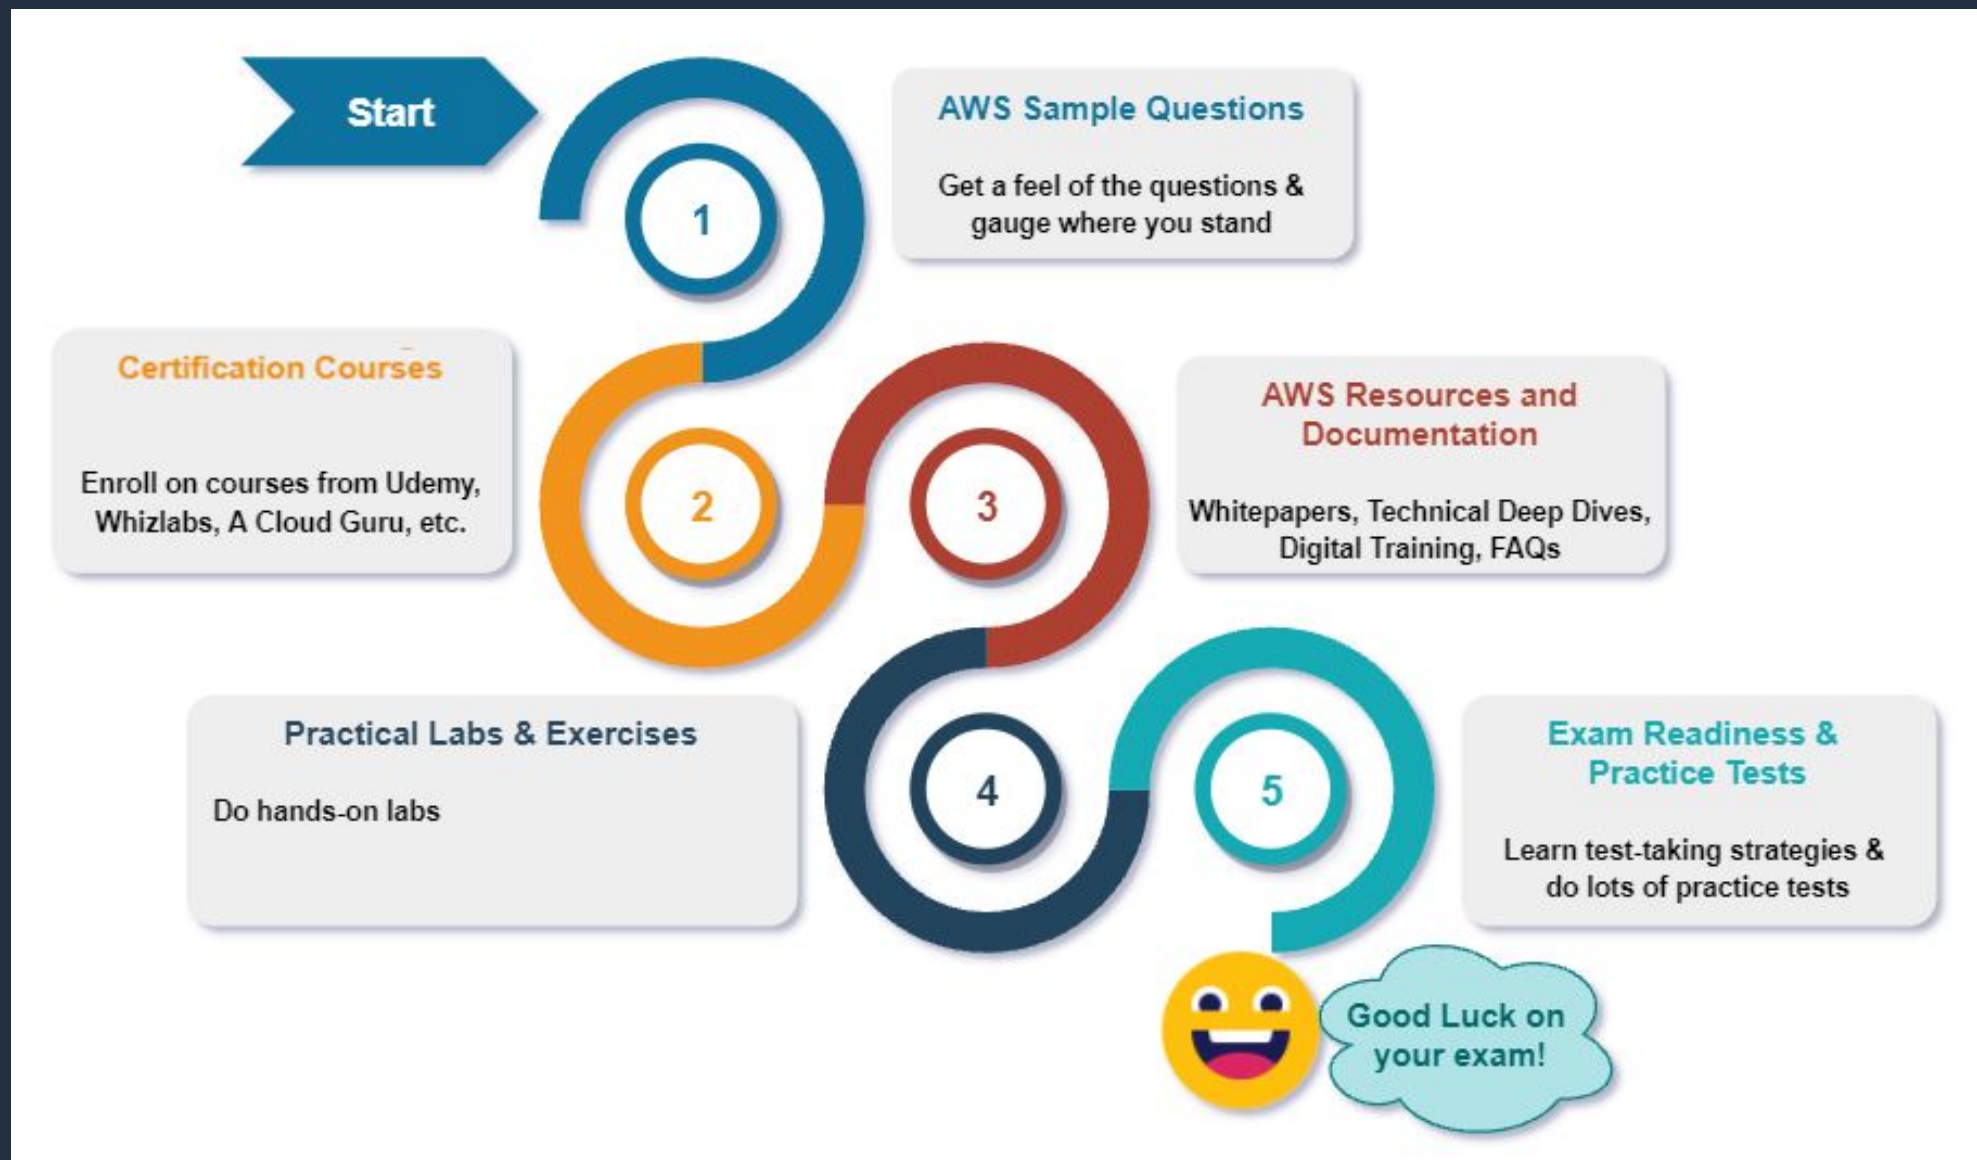 Start
1
AWS Sample Questions
Get a feel of the questions &
gauge where you stand
Certification Courses
Enroll on courses from Udemy,
Whizlabs, A Cloud Guru, etc.
2
3
AWS Resources and
Documentation
Whitepapers, Technical Deep Dives,
Digital Training, FAQs
Practical Labs & Exercises
Do hands-on labs
4
5
Exam Readiness &
Practice Tests
Learn test-taking strategies &
do lots of practice tests
Good Luck on
your exam!